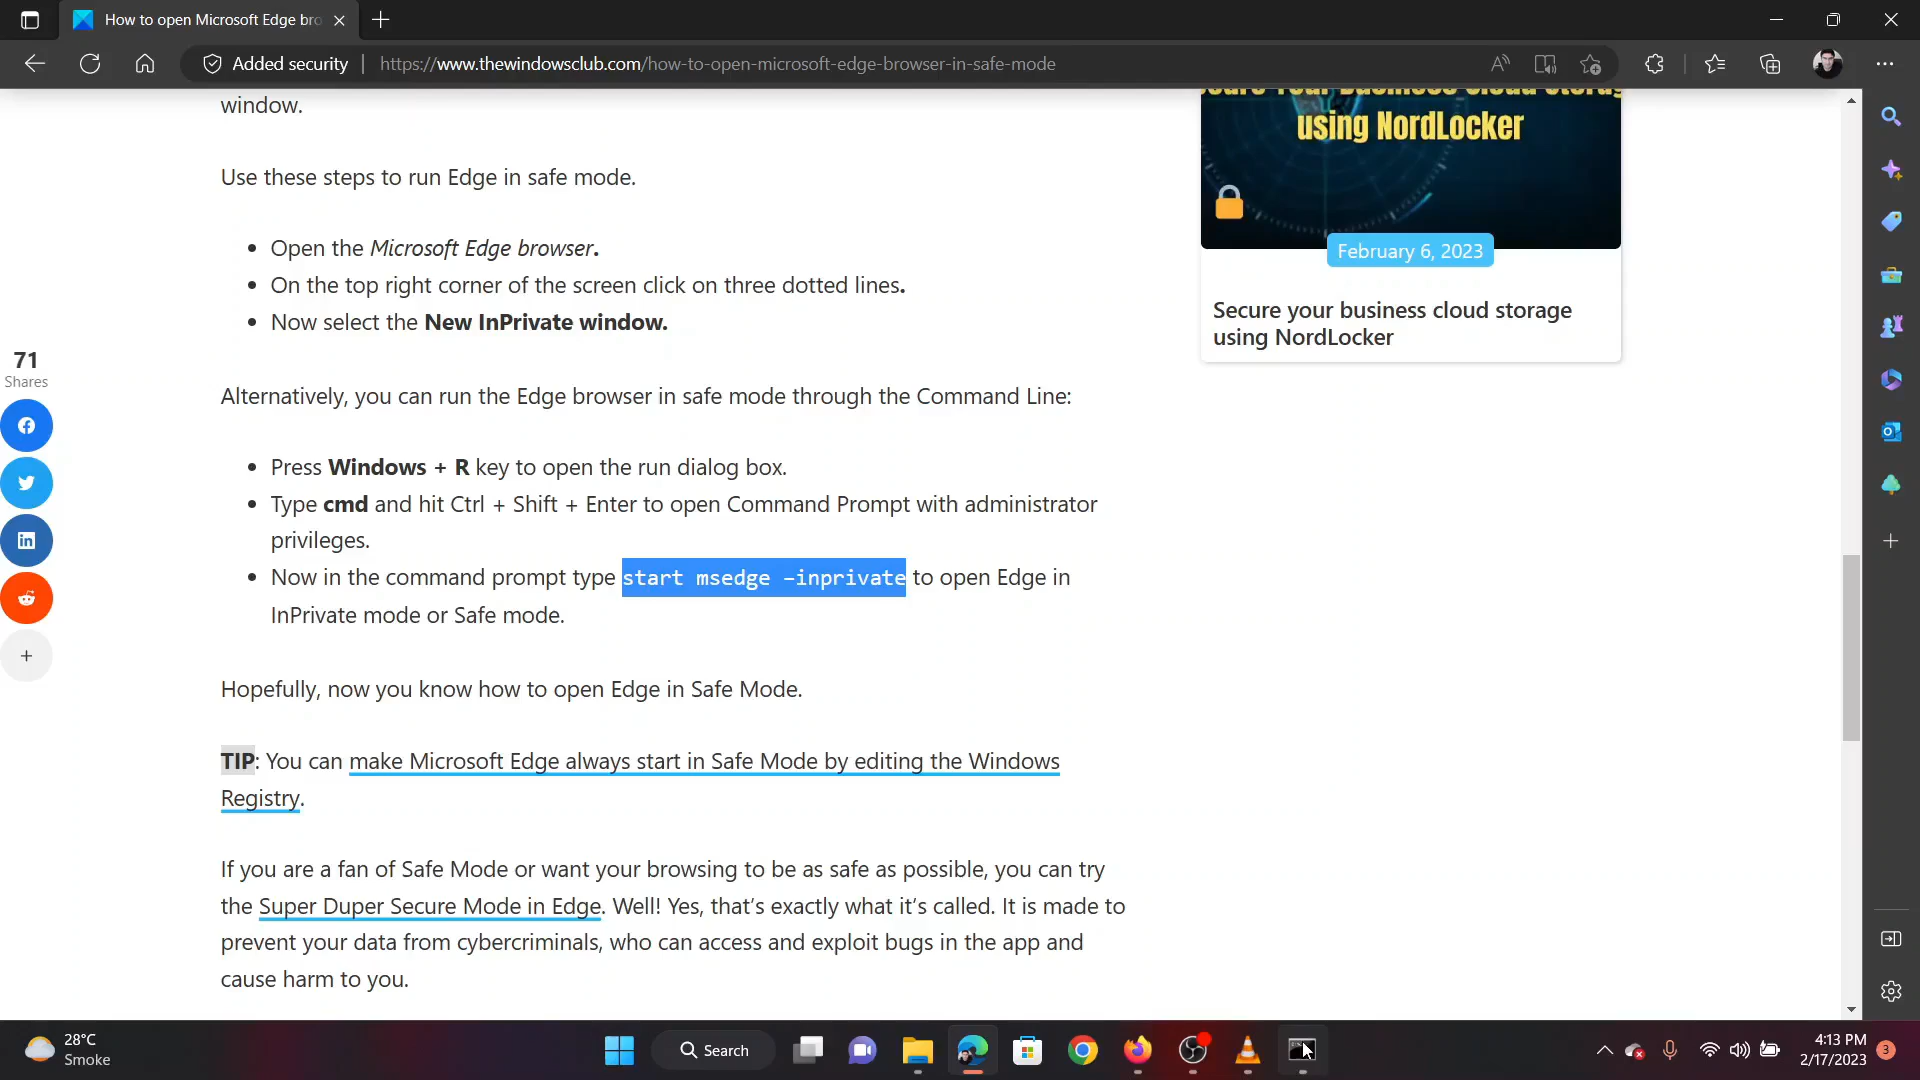 How to open Microsoft Edge bro
Added security
https://www.thewindowsclub.com/how-to-open-microsoft-edge-browser-in-safe-mode
window.
Use these steps to run Edge in safe mode.
Open the Microsoft Edge browser.
On the top right corner of the screen click on three dotted lines.
Now select the New InPrivate window.
Alternatively, you can run the Edge browser in safe mode through the Command Line:
Press Windows + R key to open the run dialog box.
Type cmd and hit Ctrl + Shift + Enter to open Command Prompt with administrator
privileges.
Now in the command prompt type start msedge –inprivate to open Edge in
InPrivate mode or Safe mode.
Hopefully, now you know how to open Edge in Safe Mode.
TIP: You can make Microsoft Edge always start in Safe Mode by editing the Windows
Registry.
If you are a fan of Safe Mode or want your browsing to be as safe as possible, you can try
the Super Duper Secure Mode in Edge. Well! Yes, that’s exactly what it’s called. It is made to
prevent your data from cybercriminals, who can access and exploit bugs in the app and
cause harm to you.
71
Shares
using NordLocker
February 6, 2023
Secure your business cloud storage
using NordLocker
28°C
Smoke
Search
4:13 PM
2/17/2023
3